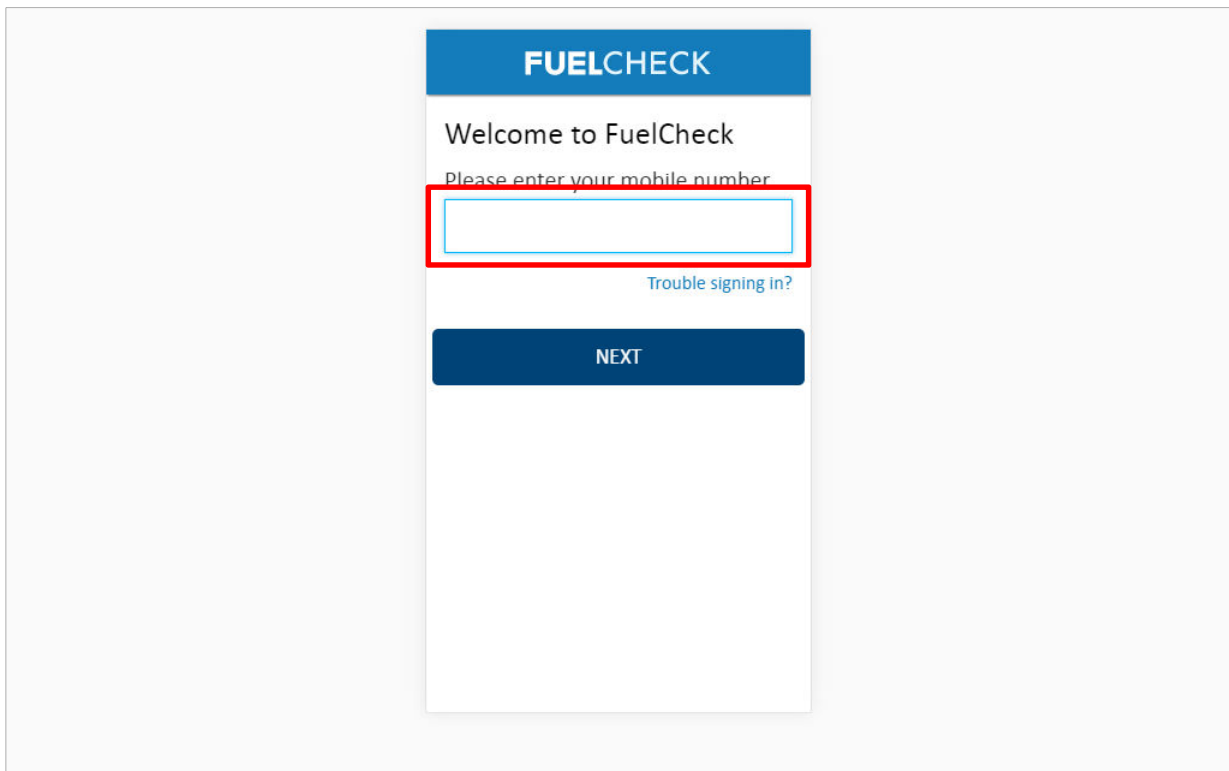 FUELCHECK
Welcome to FuelCheck
Please enter your mobile number
Trouble signing in?
NEXT